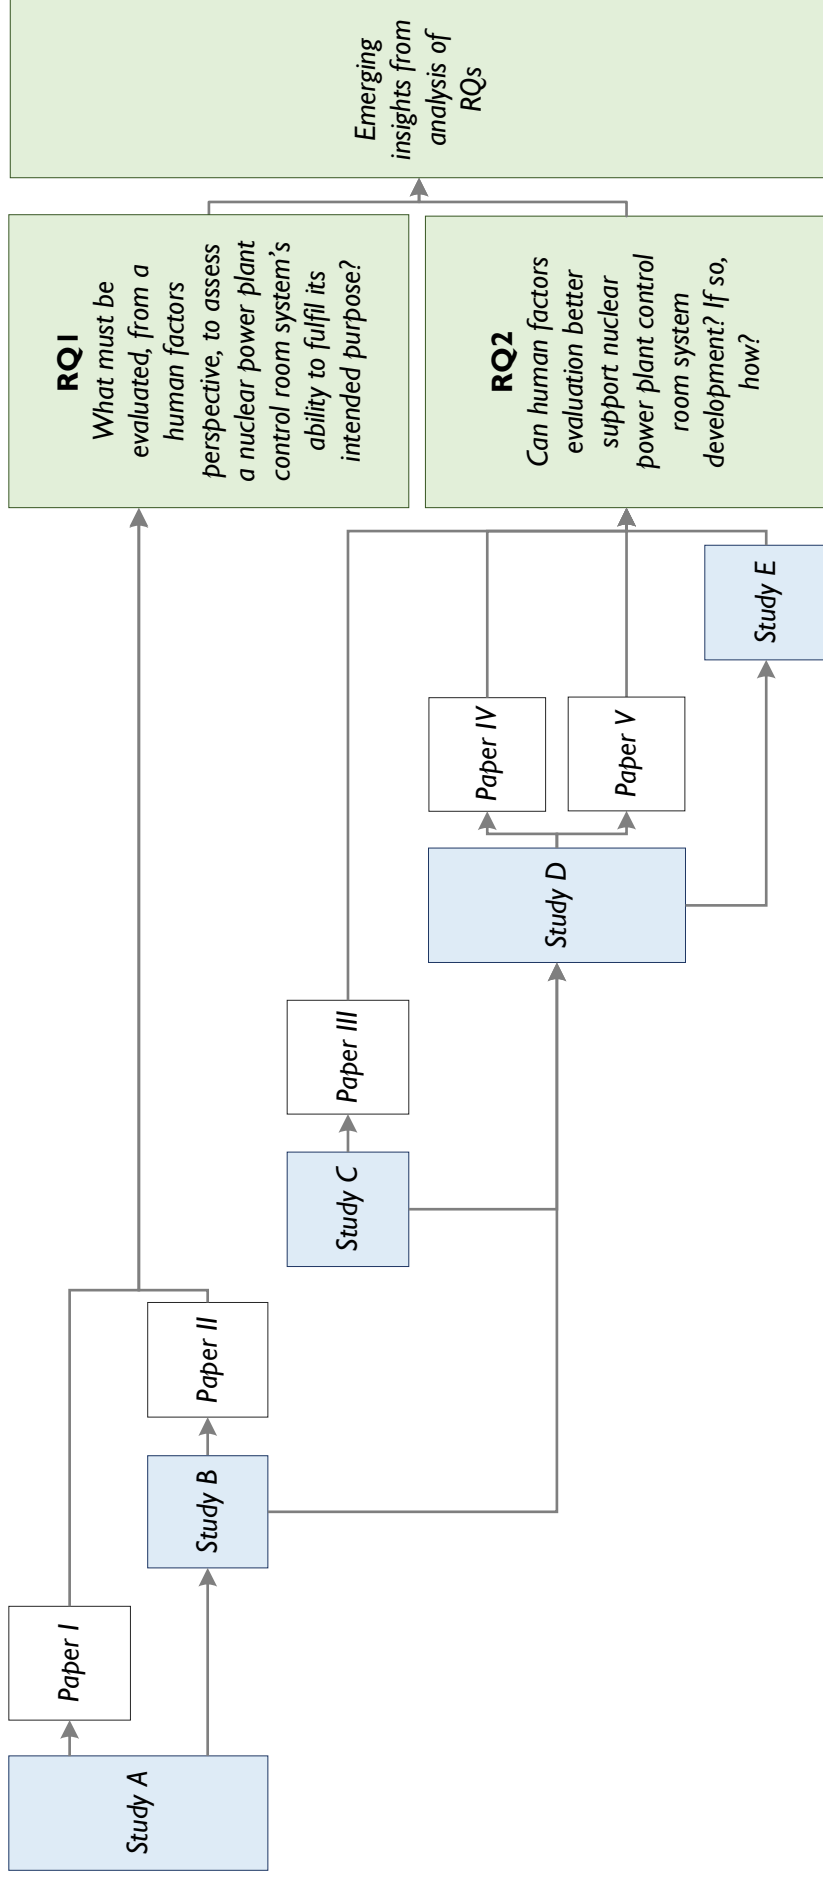 Study A
Paper I
Study B
Paper II
Study C
Paper III
Study D
Paper IV
Paper V
Study E
RQ1
What must be
evaluated, from a
human factors
perspective, to assess
a nuclear power plant
control room system's
ability to fulfil its
intended purpose?
RQ2
Can human factors
evaluation better
support nuclear
power plant control
room system
development? If so,
how?
Emerging
insights from
analysis of
RQs